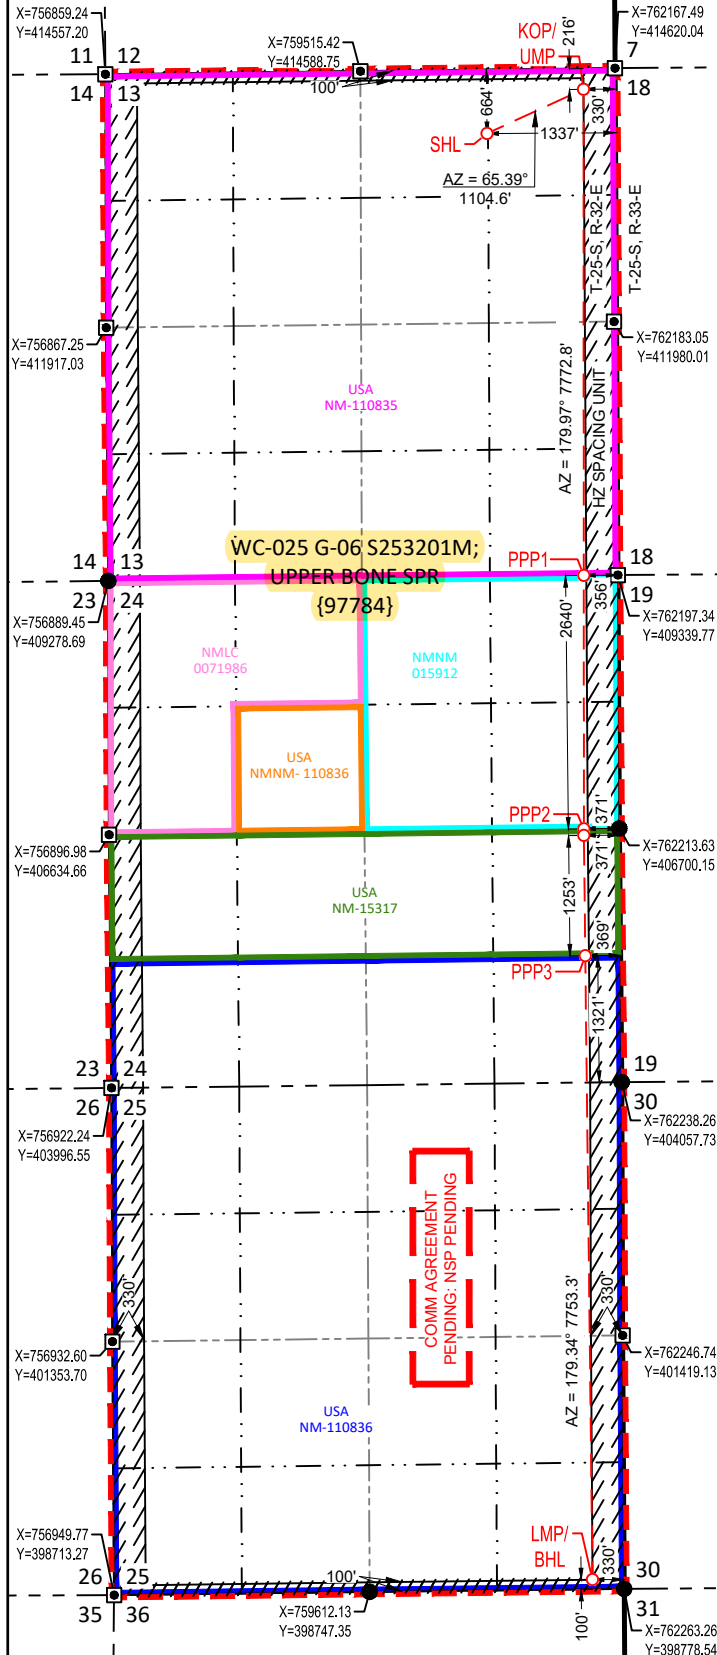 X=756859.24
Y=414557.20
X=762167.49
Y=414620.04
KOP/
UMP
216'
X=759515.42
Y=414588.75
11 12
14 13
7
18
100'
664'
330'
SHL
1337'
AZ = 65.39°
1104.6'
T-25-S, R-32-E
T-25-S, R-33-E
X=756867.25
Y=411917.03
X=762183.05
Y=411980.01
USA
NM-110835
AZ = 179.97° 7772.8'
HZ SPACING UNIT
WC-025 G-06 S253201M;
UPPER BONE SPR
{97784}
14 13
23 24
PPP1
18
19
356'
X=756889.45
Y=409278.69
X=762197.34
Y=409339.77
2640'
NMLC
0071986
NMNM
015912
USA
NMNM- 110836
PPP2
371'
X=756896.98
Y=406634.66
X=762213.63
Y=406700.15
371'
1253'
USA
NM-15317
369'
PPP3
1321'
23 24
26 25
19
30
X=756922.24
Y=403996.55
X=762238.26
Y=404057.73
COMM AGREEMENT
PENDING: NSP PENDING
330'
330'
AZ = 179.34° 7753.3'
X=756932.60
Y=401353.70
X=762246.74
Y=401419.13
USA
NM-110836
X=756949.77
Y=398713.27
LMP/
BHL
330'
26 25
35 36
100'
30
31
100'
X=759612.13
Y=398747.35
X=762263.26
Y=398778.54